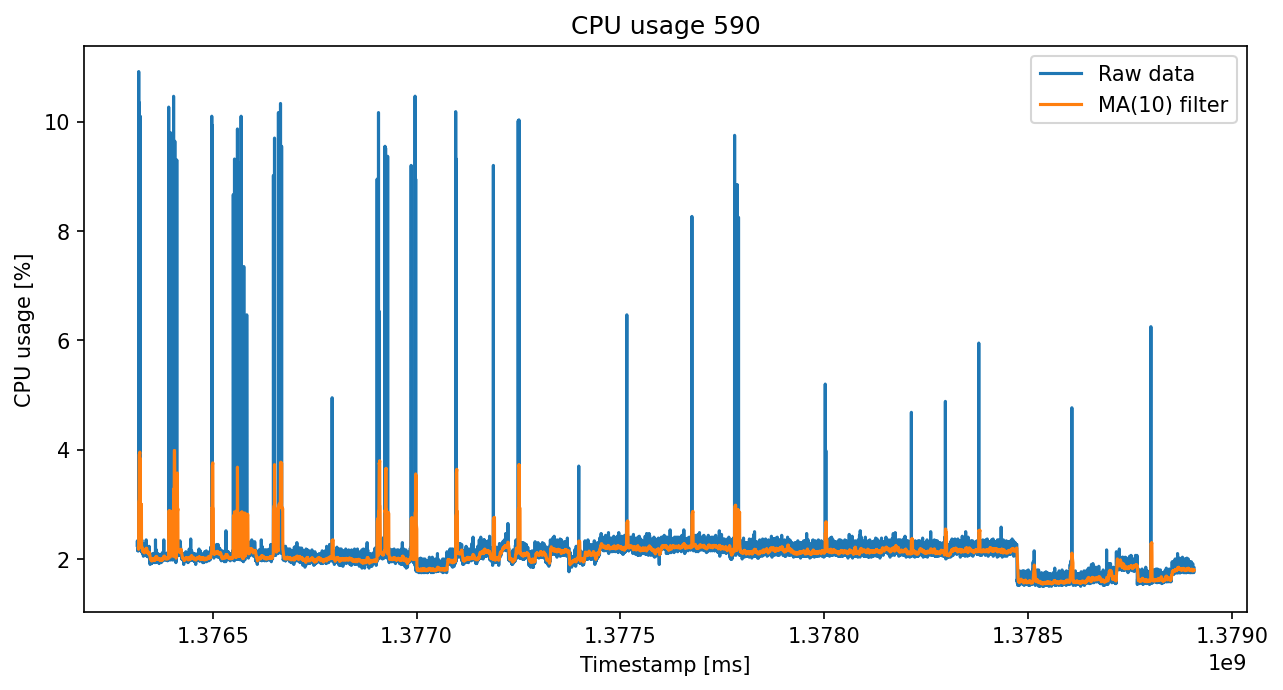 CPU usage 590
Raw data
MA(10) filter
CPU usage [%]
10
8
6
4
2
1.3765 1.3770 1.3775 1.3780 1.3785 1.3790
1e9
Timestamp [ms]